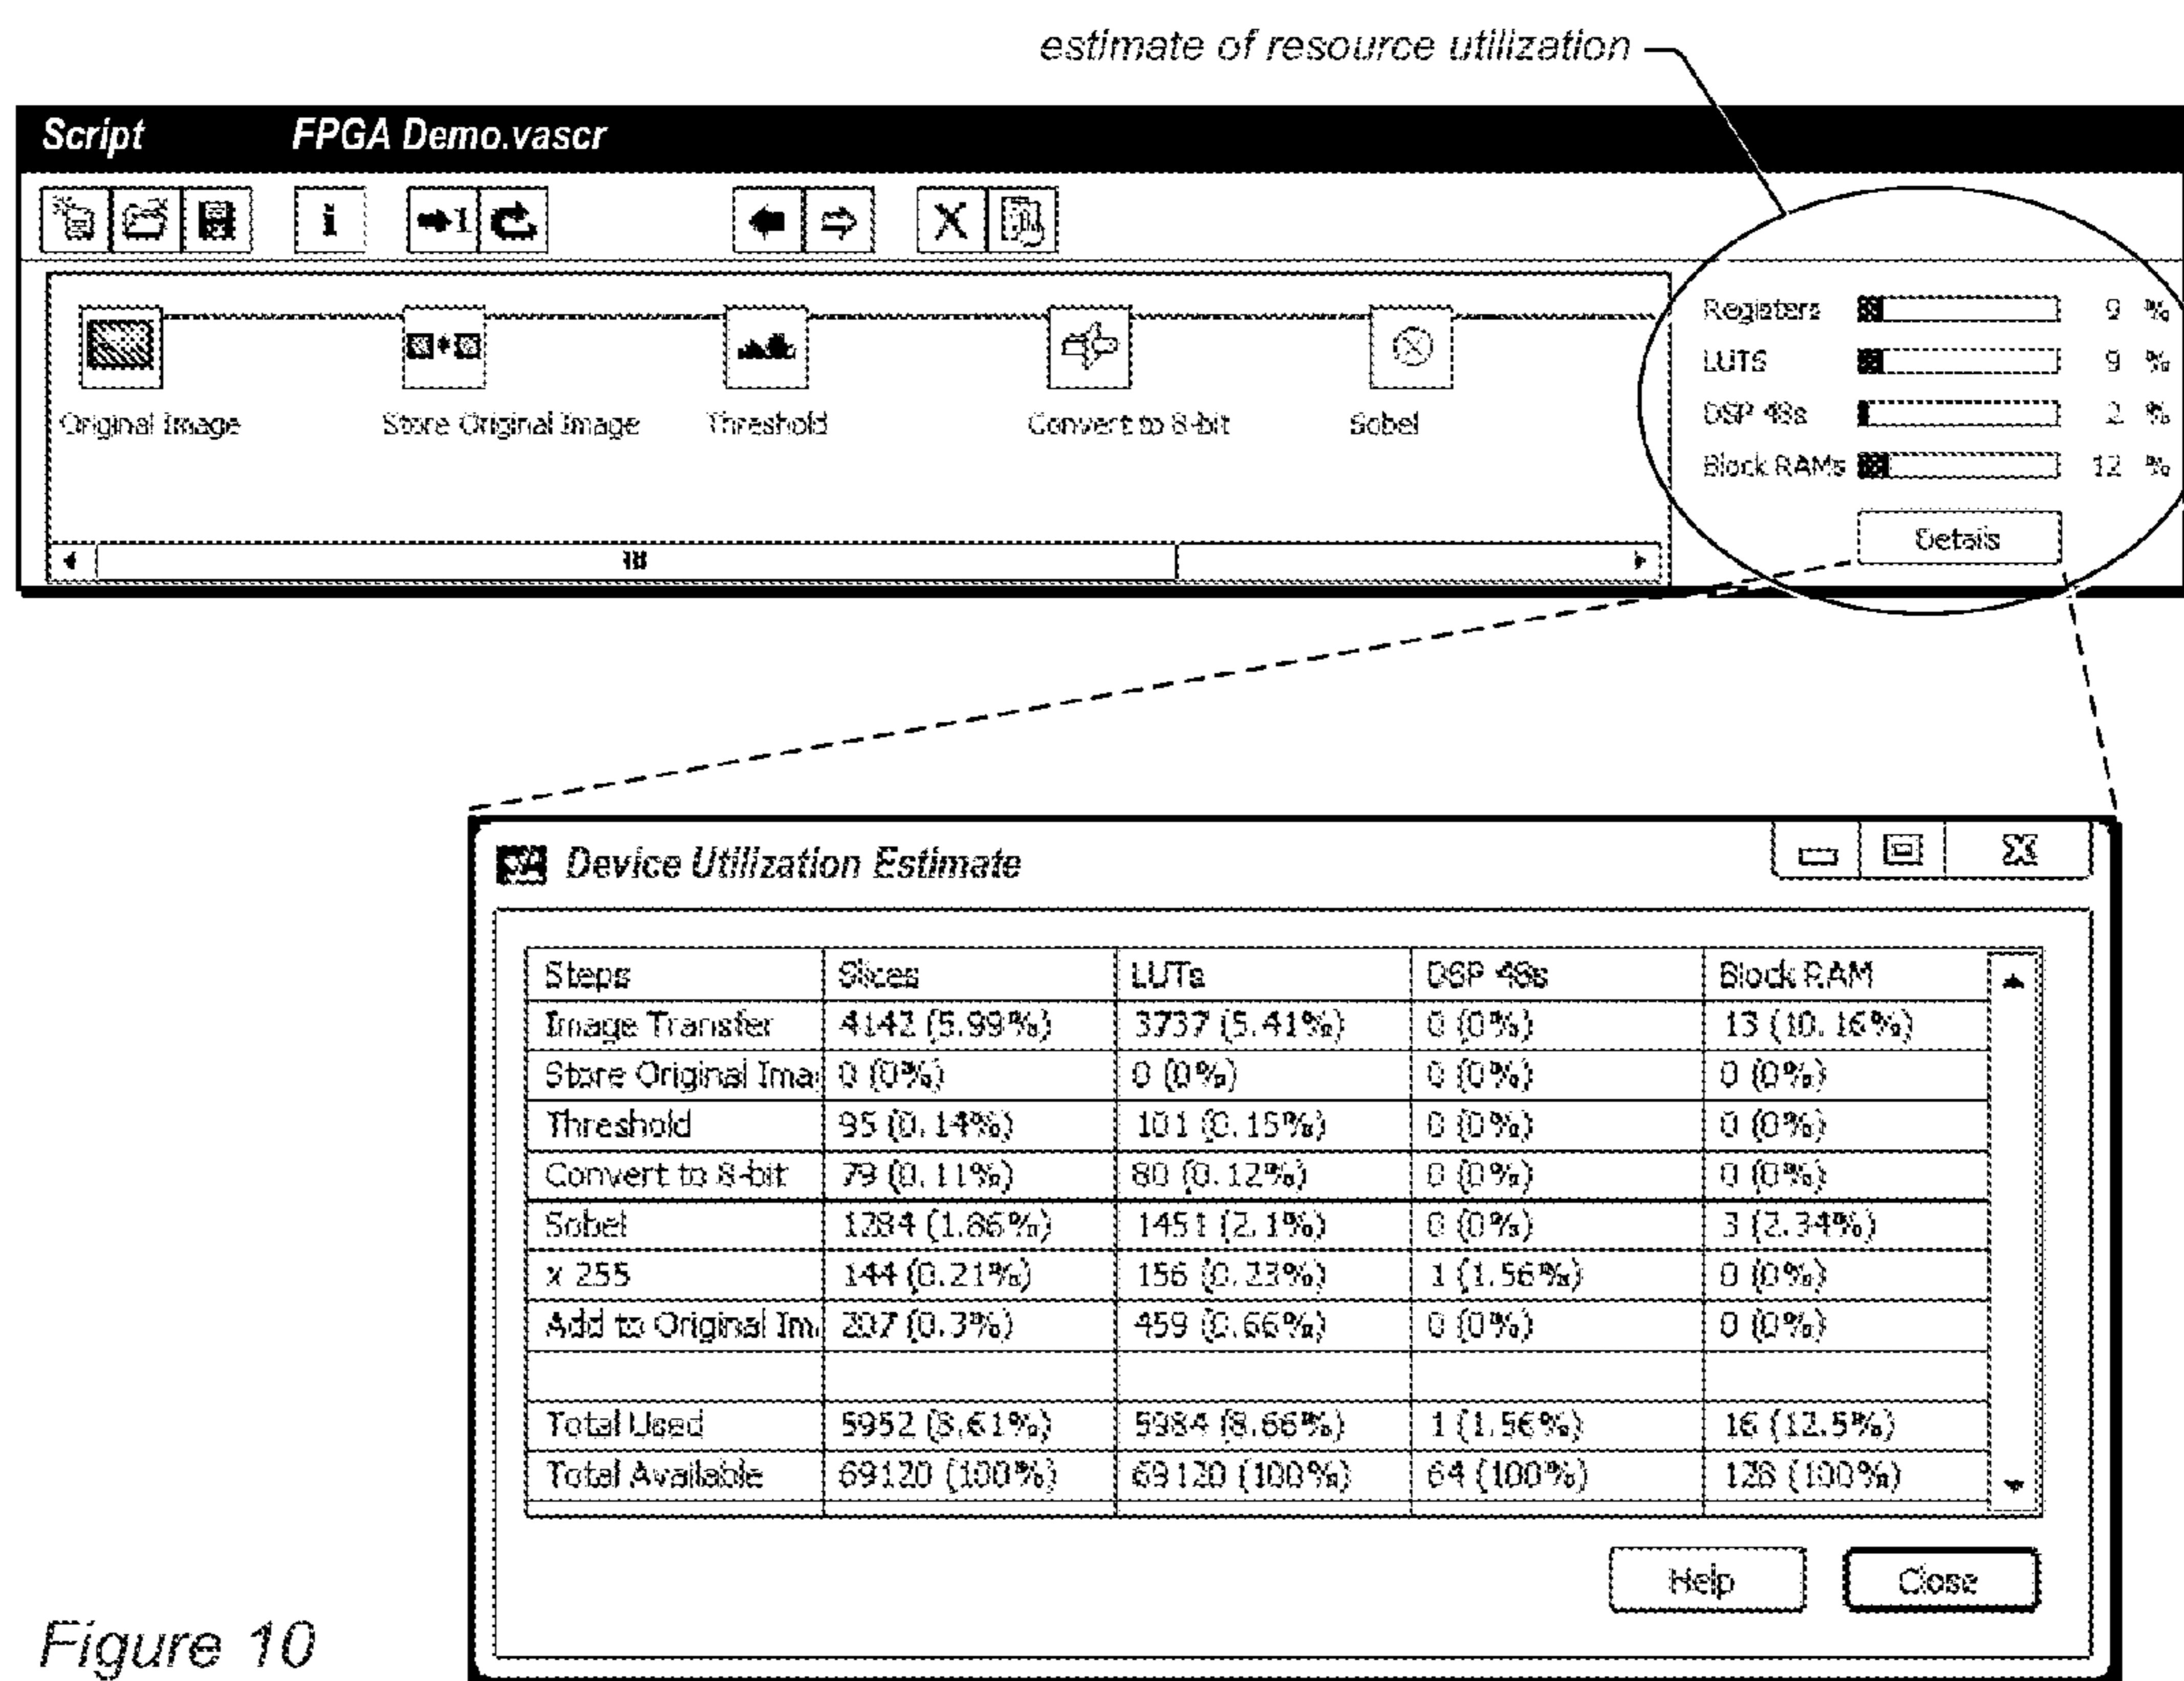 estimate of resource utilization
Script FPGA Demo.vascr
i 1 X
Original Image Store Original Image Threshold Convert to 8-bit Sobel
Registers 9 %
LUTS 9 %
DSP 48s 2 %
Block RAMs 12 %
Details
Device Utilization Estimate
Steps Slices LUTs DSP 48s Block RAM
Image Transfer 4142 (5.99%) 3737 (5.41%) 0 (0%) 13 (10.16%)
Store Original Ima 0 (0%) 0 (0%) 0 (0%) 0 (0%)
Threshold 95 (0.14%) 101 (0.15%) 0 (0%) 0 (0%)
Convert to 8-bit 79 (0.11%) 80 (0.12%) 0 (0%) 0 (0%)
Sobel 1284 (1.86%) 1451 (2.1%) 0 (0%) 3 (2.34%)
x 255 144 (0.21%) 156 (0.23%) 1 (1.56%) 0 (0%)
Add to Original Im 207 (0.3%) 459 (0.66%) 0 (0%) 0 (0%)
Total Used 5952 (8.61%) 5984 (8.66%) 1 (1.56%) 16 (12.5%)
Total Available 69120 (100%) 69120 (100%) 64 (100%) 128 (100%)
Help Close
Figure 10